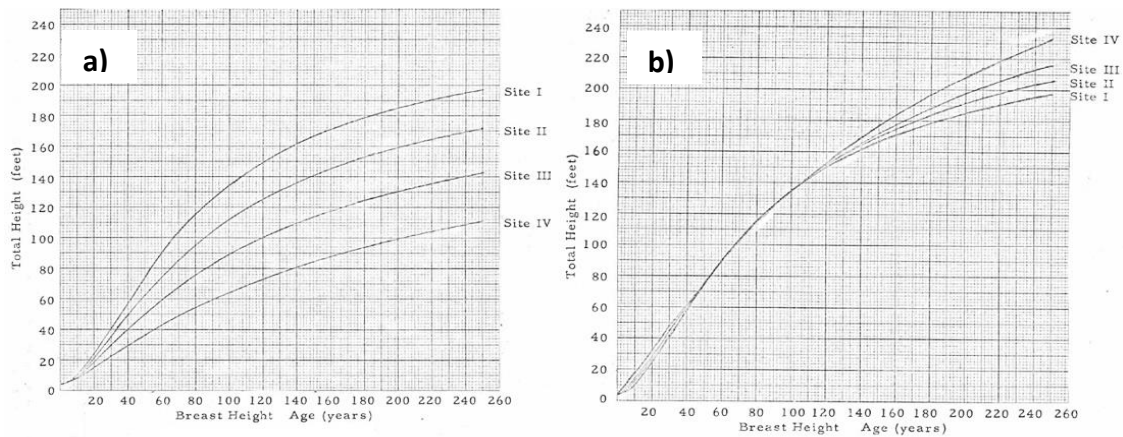 a)
240
220
200
180
160
140
120
100
80
60
40
20
0
Total Height (feet)
Site I
Site II
Site III
Site IV
20 40 60 80 100 120 140 160 180 200 220 240 260
Breast Height Age (years)
b)
240
220
200
180
160
140
120
100
80
60
40
20
0
Total Height (feet)
Site IV
Site III
Site II
Site I
20 40 60 80 100 120 140 160 180 200 220 240 260
Breast Height Age (years)